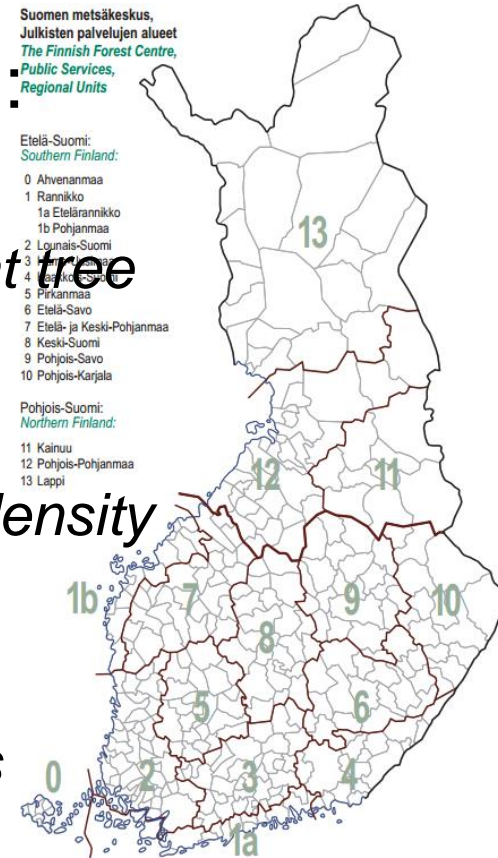 Suomen metsäkeskus,
Julkisten palvelujen alueet
The Finnish Forest Centre,
Public Services,
Regional Units
:
Etelä-Suomi:
Southern Finland:
0 Ahvenanmaa
1 Rannikko
1a Etelärannikko
1b Pohjanmaa
2 Lounais-Suomi
3
tree
4
5 Pirkanmaa
6 Etelä-Savo
7 Etelä- ja Keski-Pohjanmaa
8 Keski-Suomi
9 Pohjois-Savo
10 Pohjois-Karjala
Pohjois-Suomi:
Northern Finland:
11 Kainuu
12 Pohjois-Pohjanmaa
13 Lappi
density
s
13
12
11
1b
7
8
9
10
5
6
0
2
3
4
1a